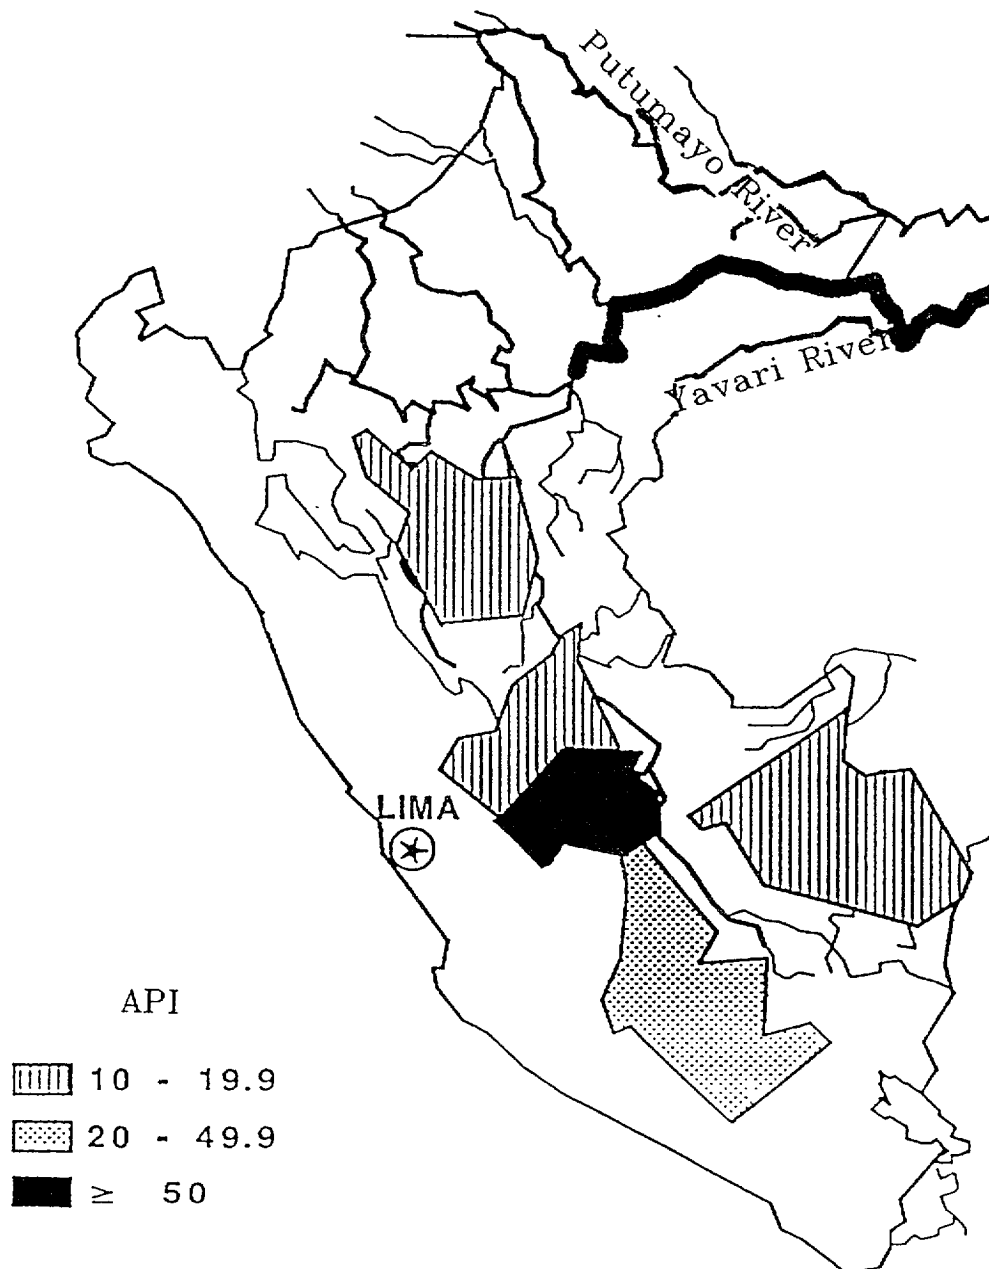 Putumayo River
Yavari River
LIMA
API
10 - 19.9
20 - 49.9
≥ 50